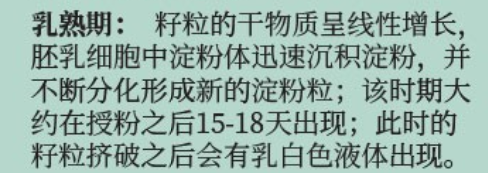 乳熟期： 籽粒的干物质呈线性增长，
胚乳细胞中淀粉体迅速沉积淀粉，并
不断分化形成新的淀粉粒；该时期大
约在授粉之后15-18天出现；此时的
籽粒挤破之后会有乳白色液体出现。